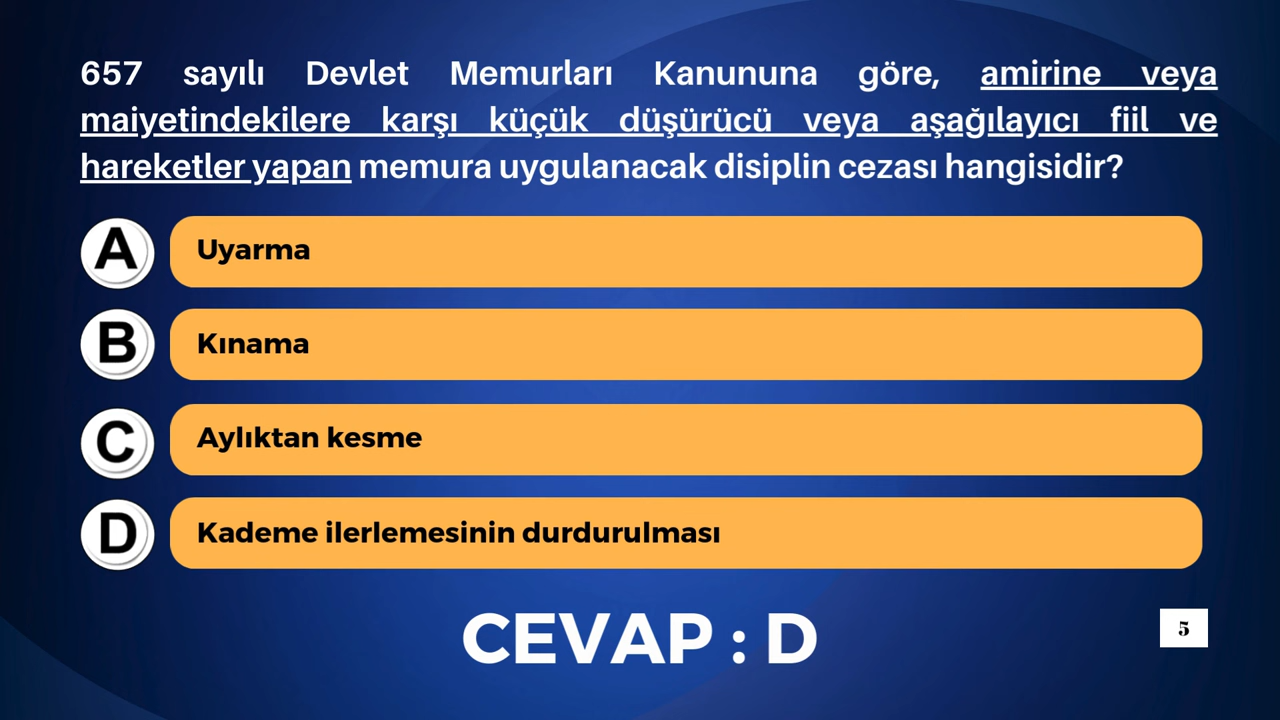 657 sayılı Devlet Memurları Kanununa göre, amirine veya
maiyetindekilere karşı küçük düşürücü veya aşağılayıcı fiil ve
hareketler yapan memura uygulanacak disiplin cezası hangisidir?
A Uyarma
B Kınama
C Aylıktan kesme
D Kademe ilerlemesinin durdurulması
CEVAP : D
5